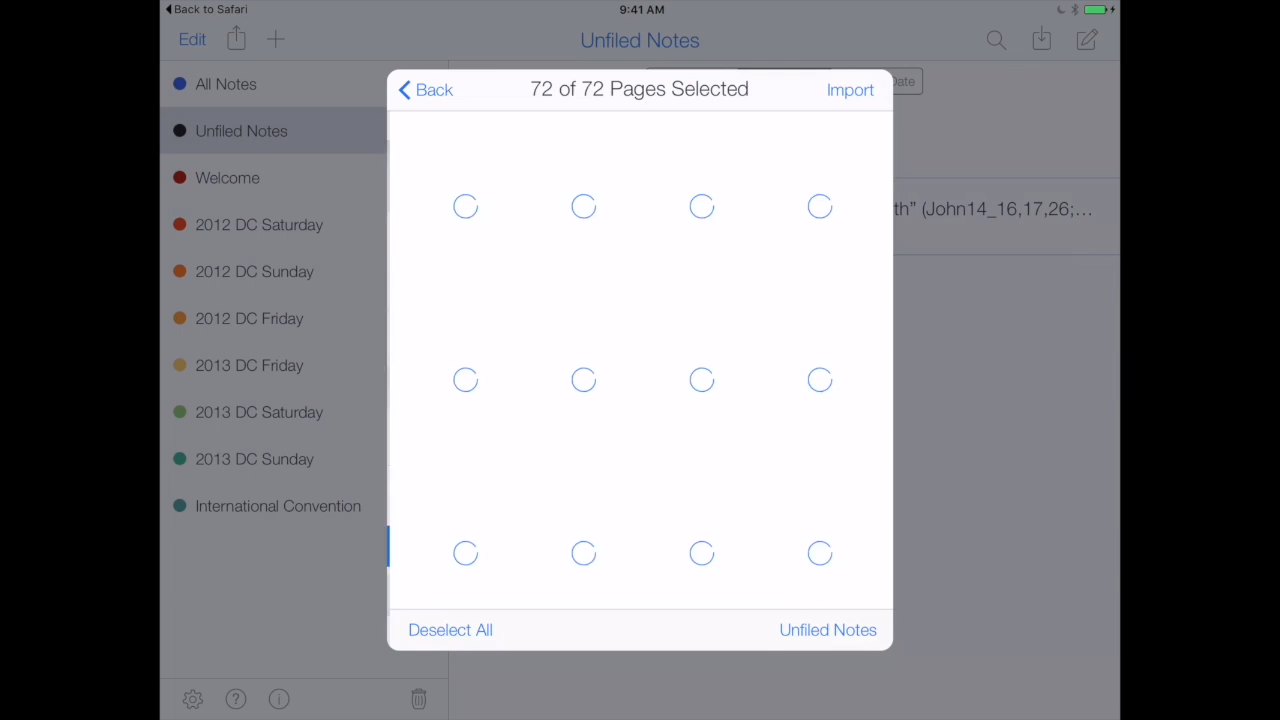 Back to Safari
9:41 AM
Edit
Unfiled Notes
All Notes
Unfiled Notes
Welcome
2012 DC Saturday
2012 DC Sunday
2012 DC Friday
2013 DC Friday
2013 DC Saturday
2013 DC Sunday
International Convention
Back
72 of 72 Pages Selected
Import
Date
th” (John14_16,17,26;...
Deselect All
Unfiled Notes